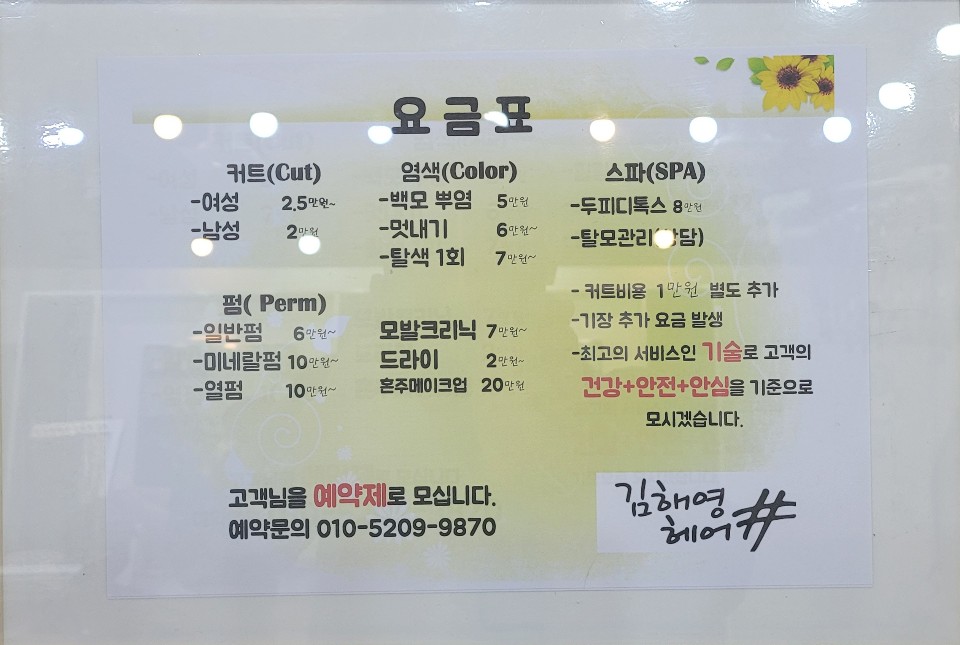 요금표
커트(Cut)
-여성 2.5만원~
-남성 2만원
펌( Perm)
-일반펌 6만원~
-미네랄펌 10만원~
-열펌 10만원~
염색(Color)
-백모 뿌염 5만원
-멋내기 6만원~
-탈색 1회 7만원~
모발크리닉 7만원~
드라이 2만원~
혼주메이크업 20만원
스파(SPA)
-두피디톡스 8만원
-탈모관리(상담)
- 커트비용 1만원 별도 추가
-기장 추가 요금 발생
-최고의 서비스인 기술로 고객의
건강+안전+안심을 기준으로
모시겠습니다.
고객님을 예약제로 모십니다.
예약문의 010-5209-9870
김해영
헤어#